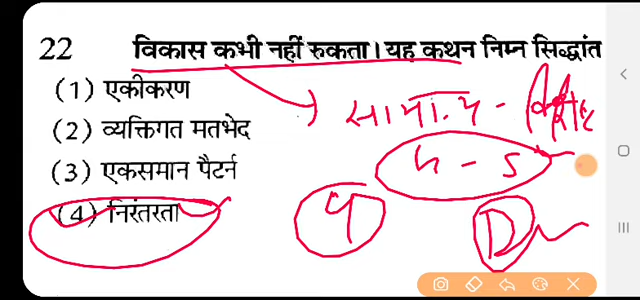 22 विकास कभी नहीं रुकता। यह कथन निम्न सिद्धांत
(1) एकीकरण
(2) व्यक्तिगत मतभेद
(3) एकसमान पैटर्न
(4) निरंतरता
सामान्य -
h - s
D